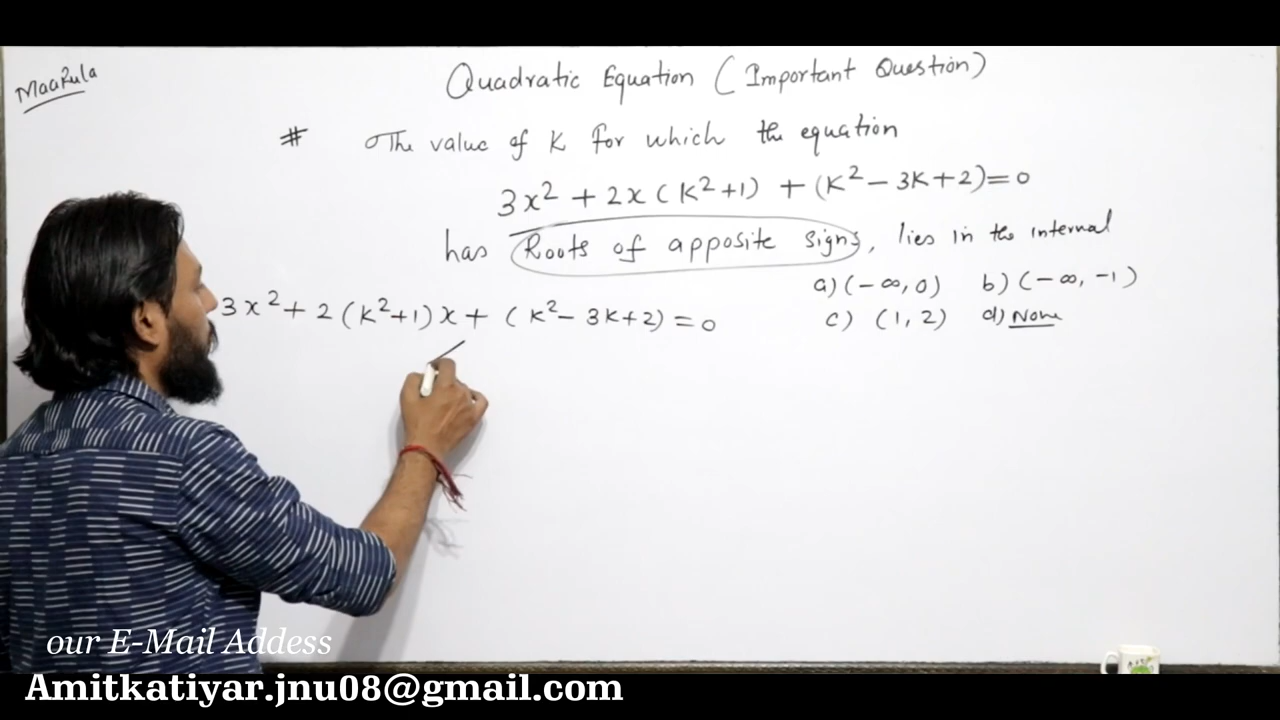 Maarula
Quadratic Equation (Important Question)
# The value of K for which the equation
3x² + 2x (K²+1) + (K² - 3K + 2) = 0
has Roots of apposite signs, lies in the internal
a) (-∞, 0) b) (-∞, -1)
3x² + 2 (K²+1) x + (K² - 3K + 2) = 0
c) (1, 2) d) None
our E-Mail Addess
Amitkatiyar.jnu08@gmail.com